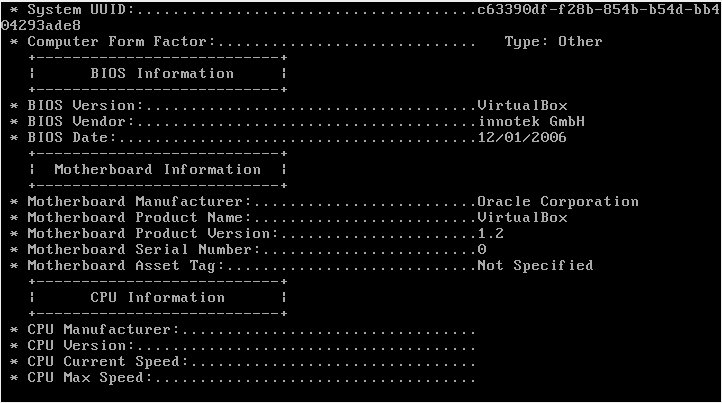 * System UUID:.......................................c63390df-f28b-854b-b54d-bb4
04293ade8
* Computer Form Factor:.............................   Type: Other
+----------------------------+
|      BIOS Information      |
+----------------------------+
* BIOS Version:.....................................VirtualBox
* BIOS Vendor:......................................innotek GmbH
* BIOS Date:........................................12/01/2006
+----------------------------+
|  Motherboard Information   |
+----------------------------+
* Motherboard Manufacturer:.........................Oracle Corporation
* Motherboard Product Name:.........................VirtualBox
* Motherboard Product Version:......................1.2
* Motherboard Serial Number:........................0
* Motherboard Asset Tag:............................Not Specified
+----------------------------+
|      CPU Information       |
+----------------------------+
* CPU Manufacturer:.................................
* CPU Version:......................................
* CPU Current Speed:................................
* CPU Max Speed:....................................